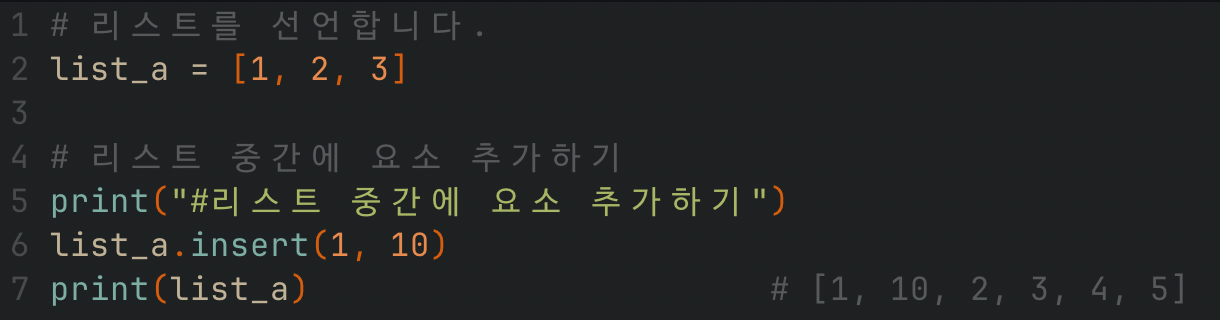 1 # 리스트를 선언합니다.
2 list_a = [1, 2, 3]
3
4 # 리스트 중간에 요소 추가하기
5 print("#리스트 중간에 요소 추가하기")
6 list_a.insert(1, 10)
7 print(list_a) # [1, 10, 2, 3, 4, 5]